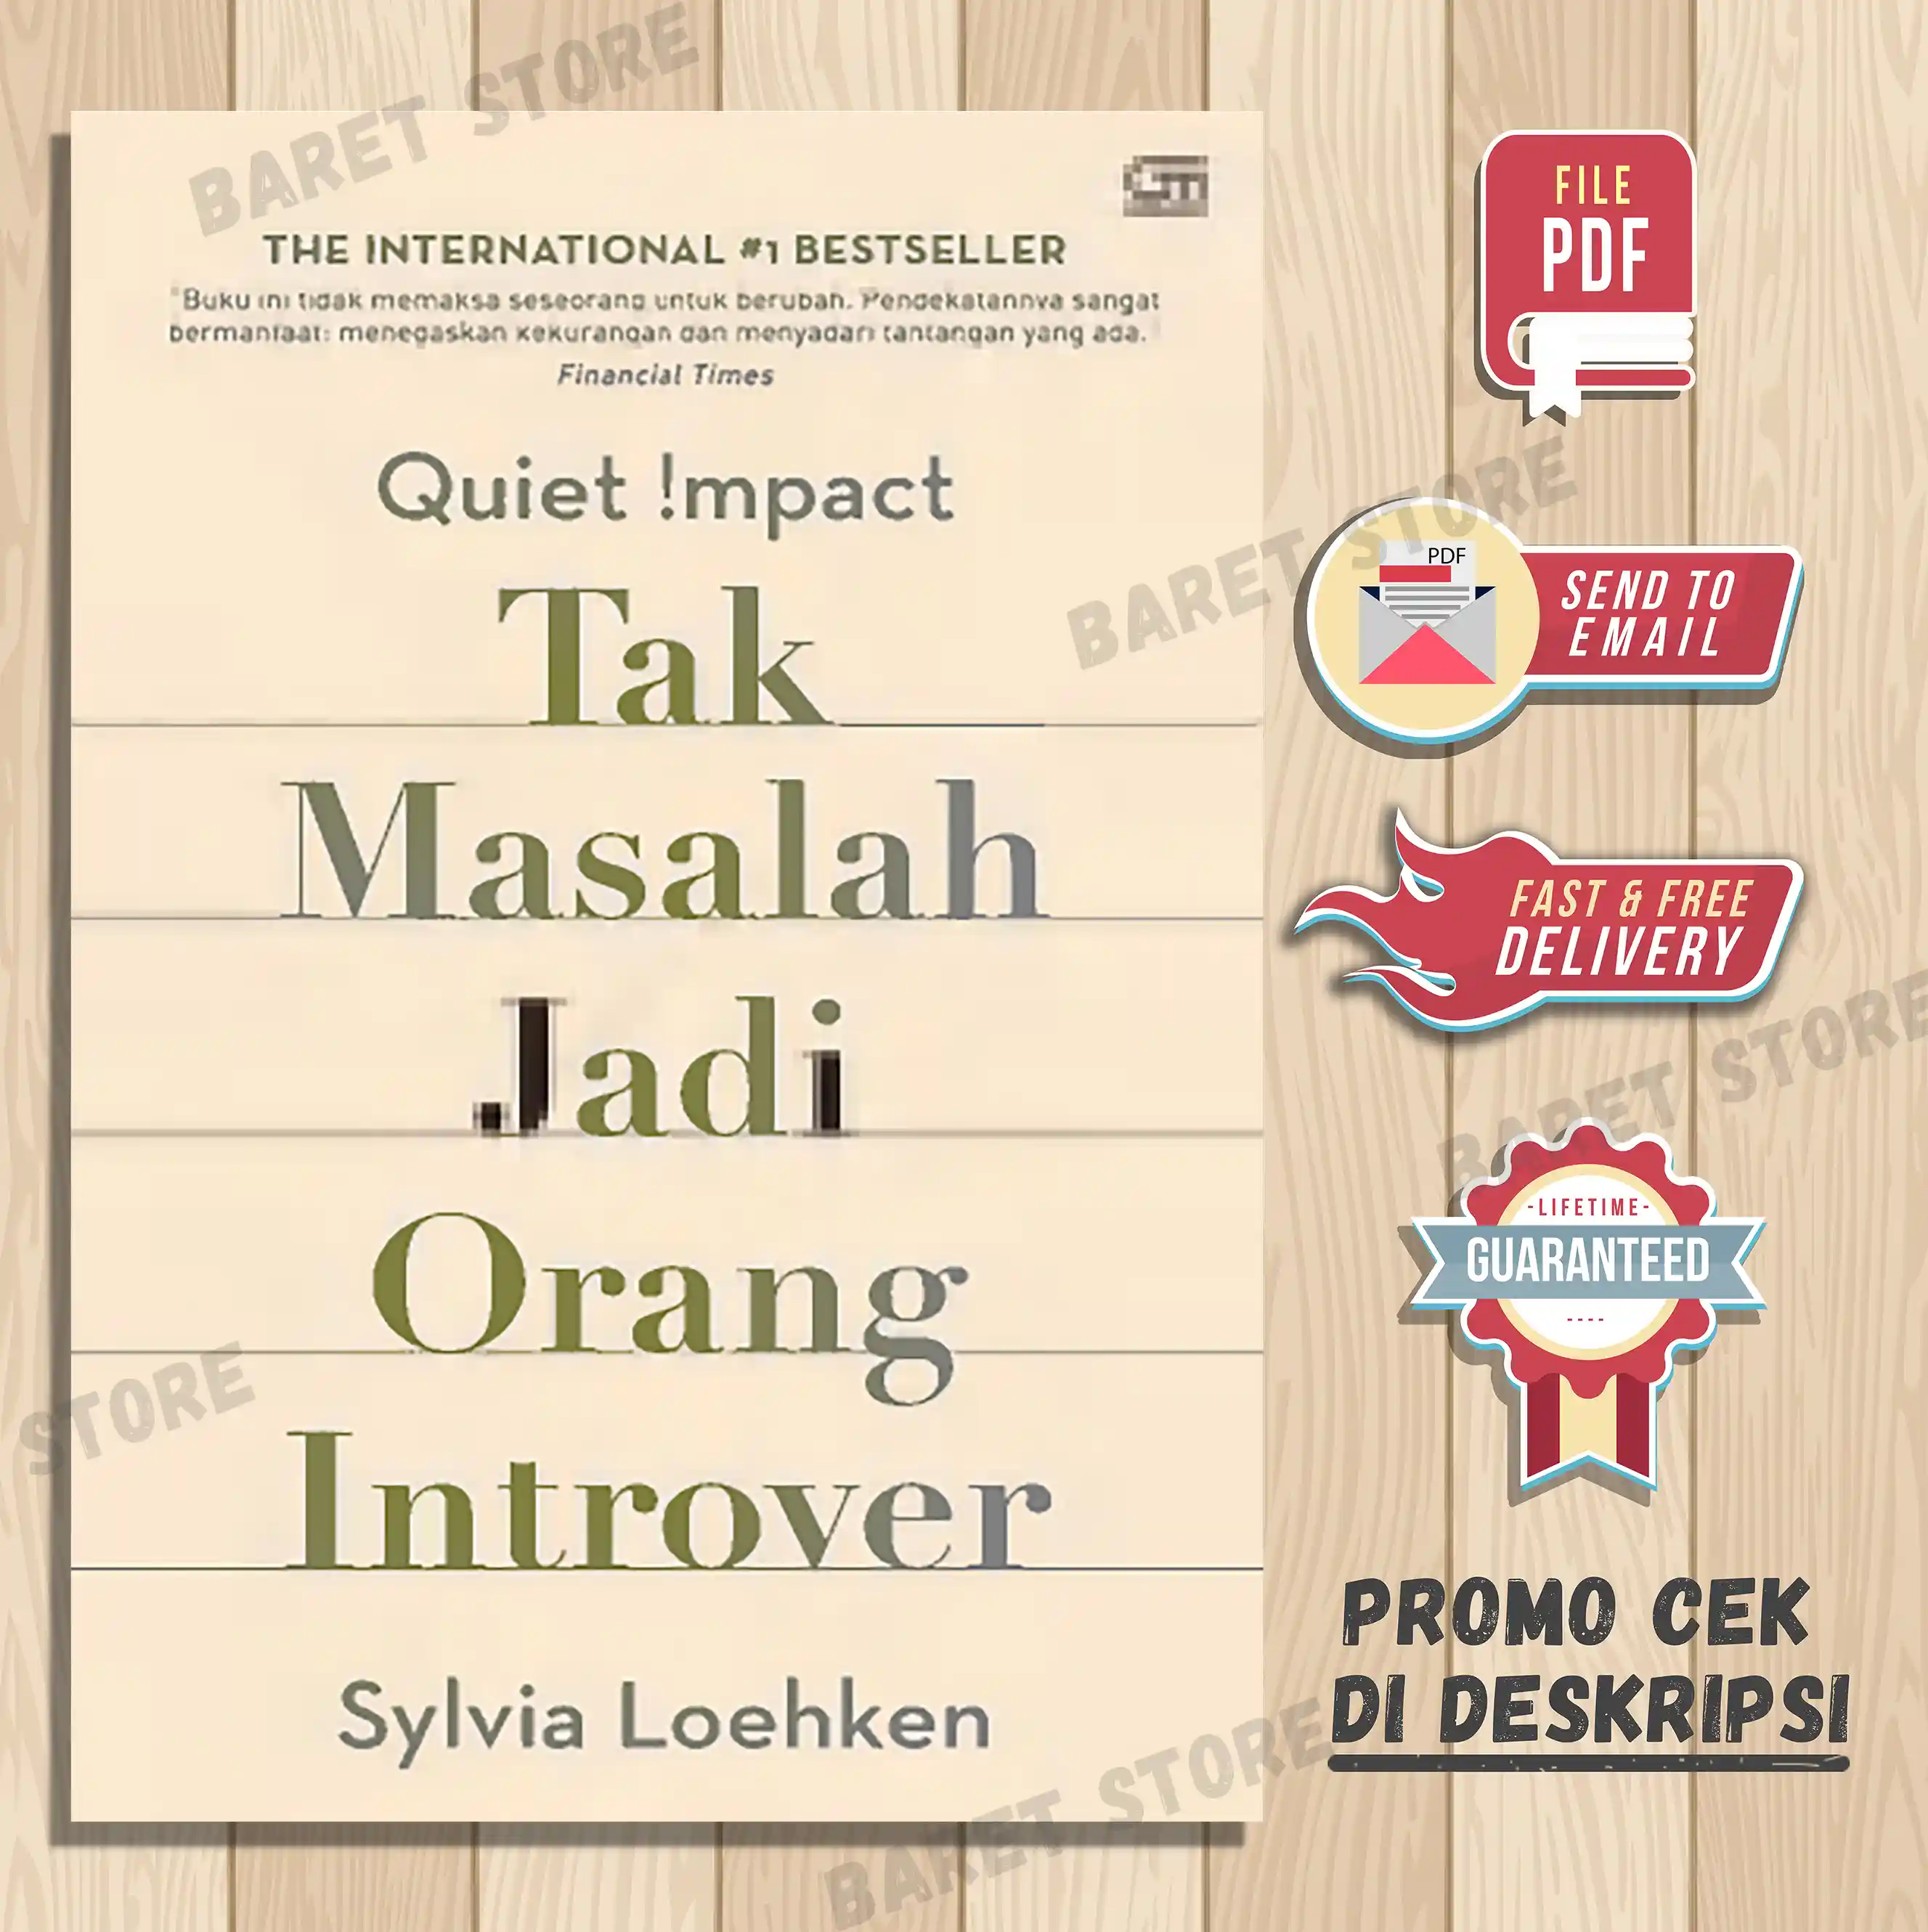 BARET STORE
GM
THE INTERNATIONAL #1 BESTSELLER
"Buku ini tidak memaksa seseorang untuk berubah. Pendekatannya sangat
bermanfaat: menegaskan kekurangan dan menyadari tantangan yang ada."
Financial Times
Quiet !mpact
Tak
Masalah
Jadi
Orang
Introver
Sylvia Loehken
FILE
PDF
BARET STORE
PDF
SEND TO
EMAIL
FAST & FREE
DELIVERY
BARET STORE
-LIFETIME-
GUARANTEED
----
STORE
PROMO CEK
DI DESKRIPSI
BARET STORE